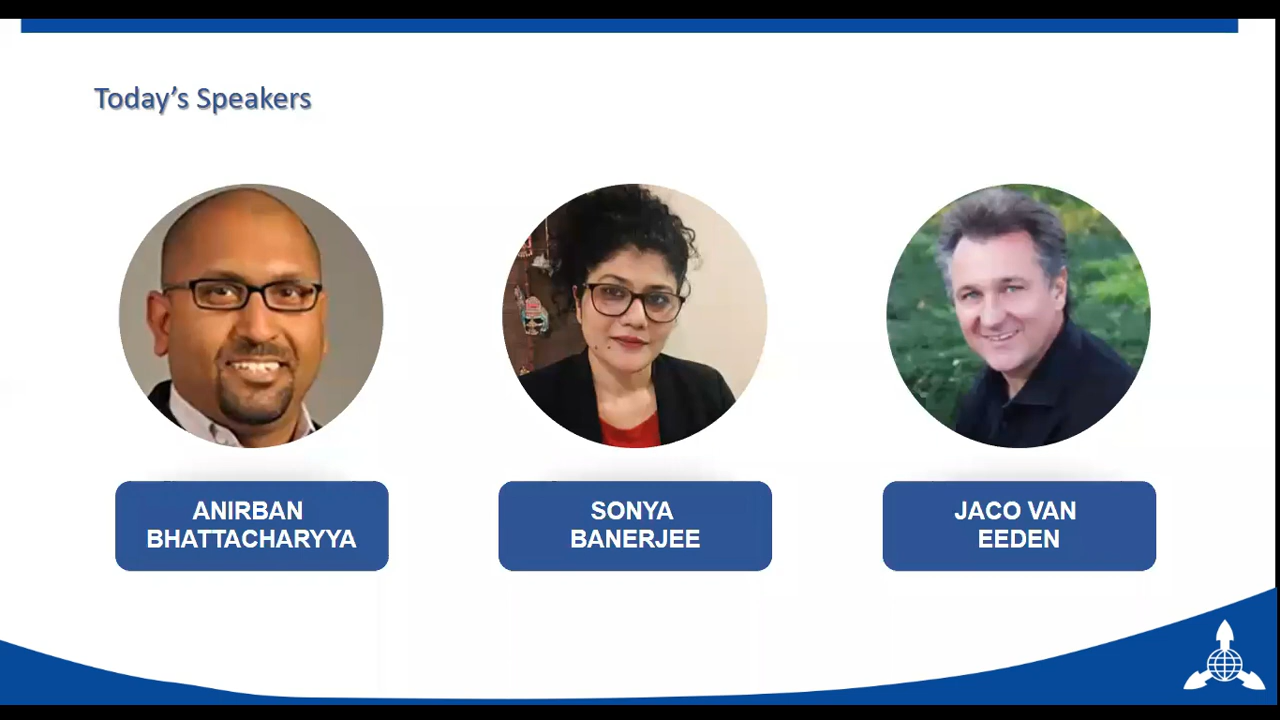 Today’s Speakers
ANIRBAN
BHATTACHARYYA
SONYA
BANERJEE
JACO VAN
EEDEN